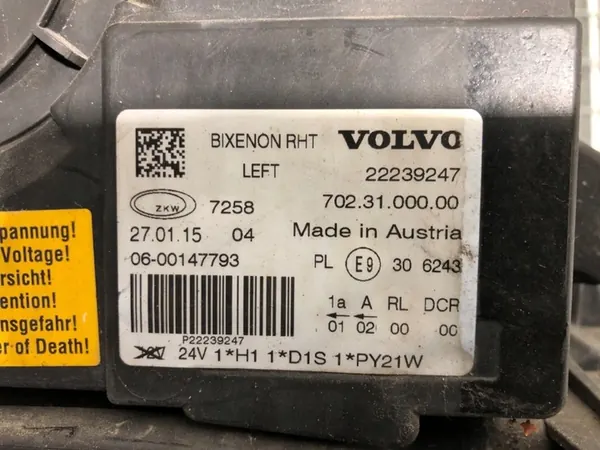 BIXENON RHT VOLVO
LEFT 22239247
ZKW 7258 702.31.000.00
27.01.15 04 Made in Austria
06-00147793 PL E9 30 6243
1a A RL DCR
01 02 00 00
P22239247
24V 1*H1 1*D1S 1*PY21W
pannung!
Voltage!
rsicht!
ention!
nsgefahr!
er of Death!